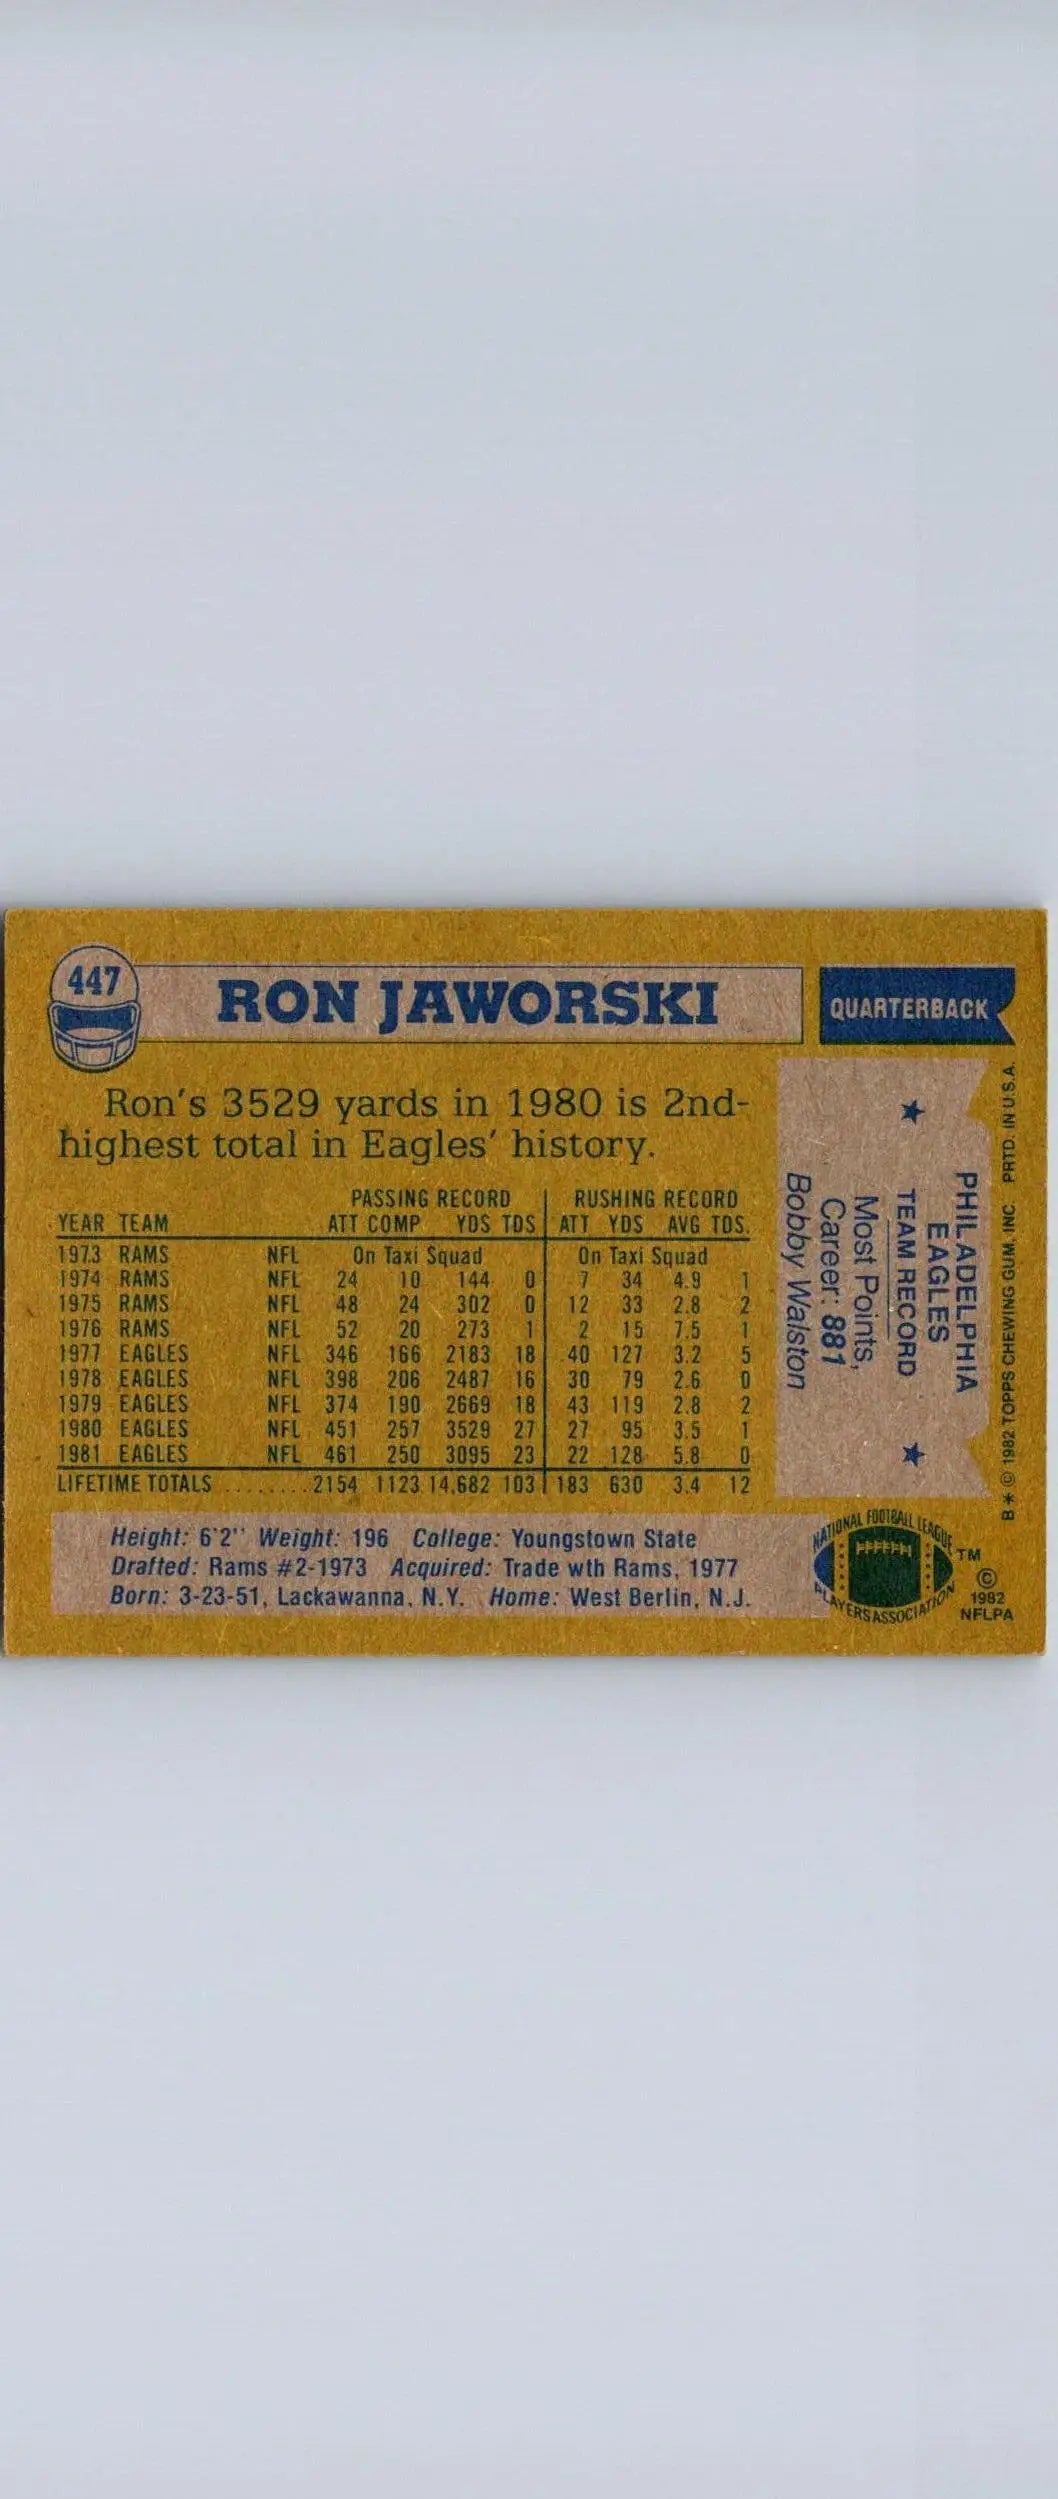 447
RON JAWORSKI
QUARTERBACK
Ron's 3529 yards in 1980 is 2nd-
highest total in Eagles' history.
PASSING RECORD RUSHING RECORD
YEAR TEAM ATT COMP YDS TDS ATT YDS AVG TDS.
1973 RAMS NFL On Taxi Squad On Taxi Squad
1974 RAMS NFL 24 10 144 0 7 34 4.9 1
1975 RAMS NFL 48 24 302 0 12 33 2.8 2
1976 RAMS NFL 52 20 273 1 2 15 7.5 1
1977 EAGLES NFL 346 166 2183 18 40 127 3.2 5
1978 EAGLES NFL 398 206 2487 16 30 79 2.6 0
1979 EAGLES NFL 374 190 2669 18 43 119 2.8 2
1980 EAGLES NFL 451 257 3529 27 27 95 3.5 1
1981 EAGLES NFL 461 250 3095 23 22 128 5.8 0
LIFETIME TOTALS ........ 2154 1123 14,682 103 183 630 3.4 12
Height: 6'2" Weight: 196 College: Youngstown State
Drafted: Rams #2-1973 Acquired: Trade wth Rams, 1977
Born: 3-23-51, Lackawanna, N.Y. Home: West Berlin, N.J.
PHILADELPHIA
EAGLES
TEAM RECORD
Most Points,
Career: 881
Bobby Walston
B* © 1982 TOPPS CHEWING GUM, INC. PRTD. IN U.S.A.
NATIONAL FOOTBALL LEAGUE
PLAYERS ASSOCIATION
TM
©
1982
NFLPA